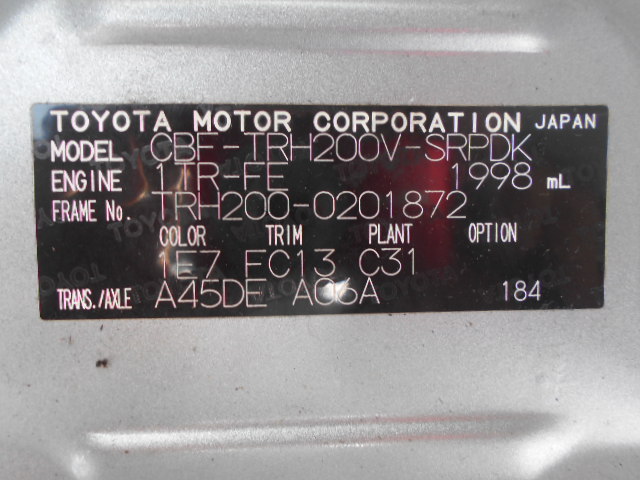 TOYOTA MOTOR CORPORATION JAPAN
MODEL CBF-TRH200V-SRPDK
ENGINE 1TR-FE 1998 mL
FRAME No. TRH200-0201872
COLOR TRIM PLANT OPTION
1E7 FC13 C31
TRANS./AXLE A45DE A06A 184